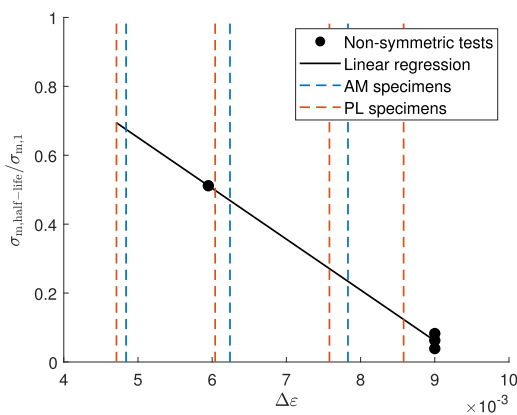 1
0.8
0.6
0.4
0.2
0
4
5
6
7
8
9
10
×10⁻³
Δε
σm,half−life/σm,1
Non-symmetric tests
Linear regression
AM specimens
PL specimens